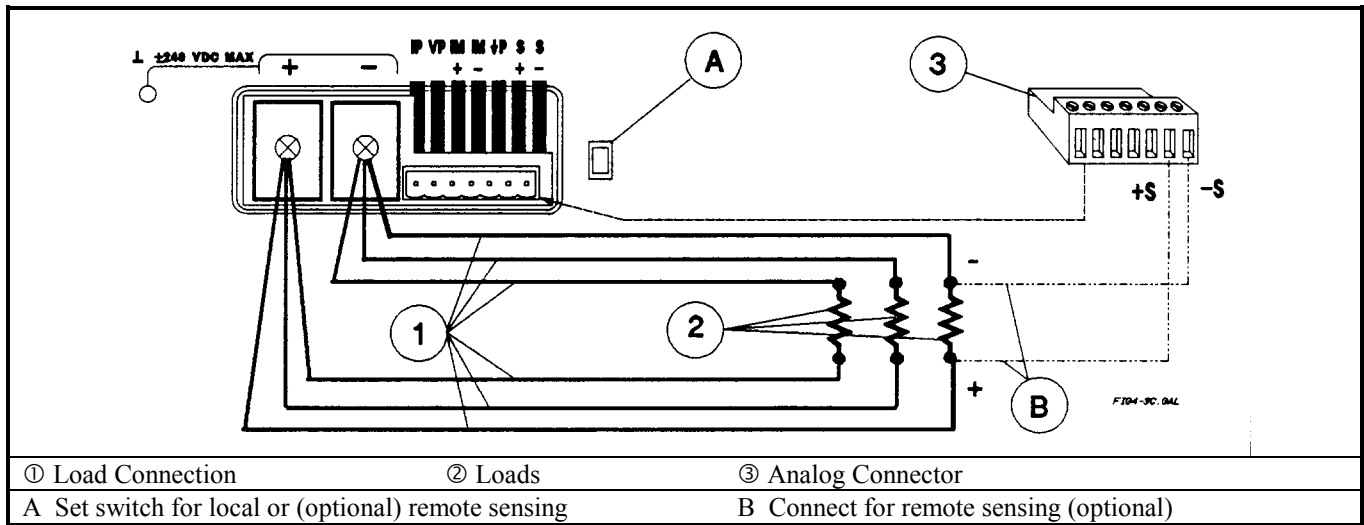 ⊥ ±240 VDC MAX + −
IP VP IM IM ↓P S S
+ − + −
A
3
+S -S
1
2
-
+
B
FIG4-3C.GAL
① Load Connection ② Loads ③ Analog Connector
A Set switch for local or (optional) remote sensing B Connect for remote sensing (optional)